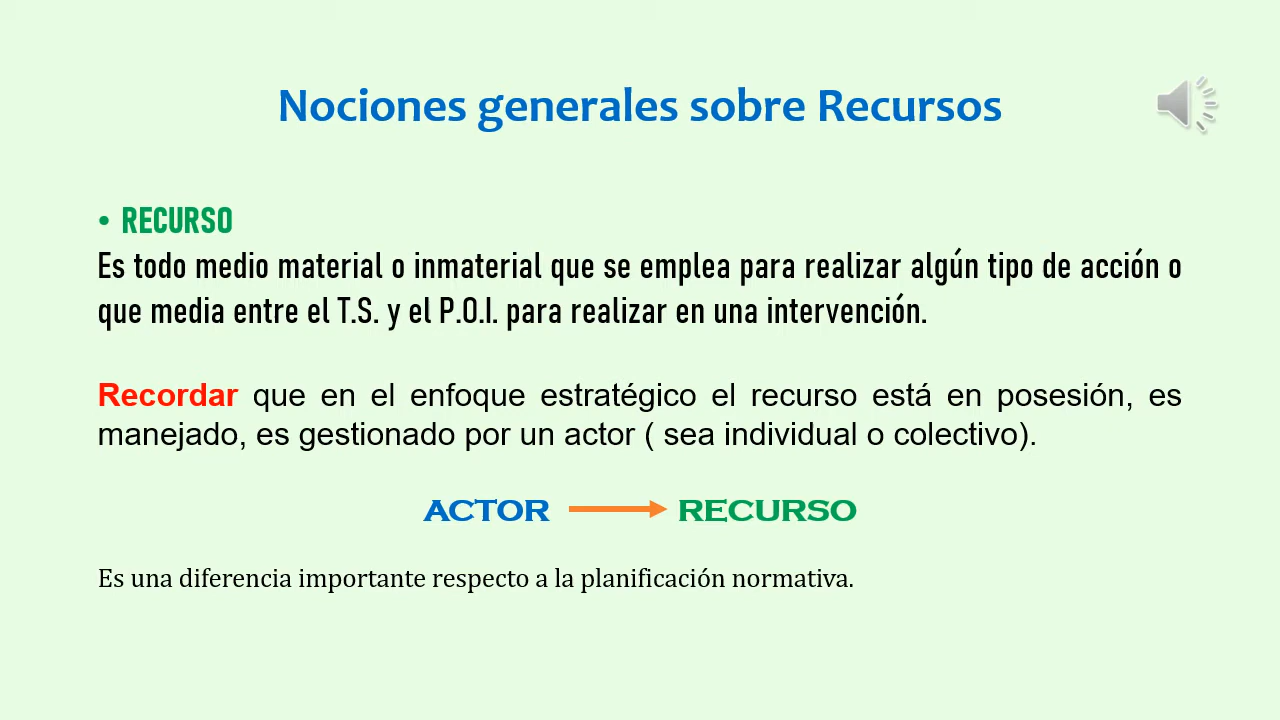 Nociones generales sobre Recursos
• RECURSO
Es todo medio material o inmaterial que se emplea para realizar algún tipo de acción o
que media entre el T.S. y el P.O.I. para realizar en una intervención.
Recordar que en el enfoque estratégico el recurso está en posesión, es
manejado, es gestionado por un actor ( sea individual o colectivo).
ACTOR RECURSO
Es una diferencia importante respecto a la planificación normativa.